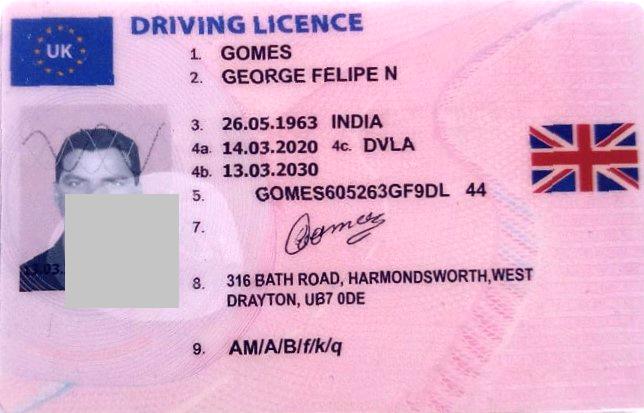 DRIVING LICENCE
UK
1. GOMES
2. GEORGE FELIPE N
3. 26.05.1963 INDIA
4a. 14.03.2020 4c. DVLA
4b. 13.03.2030
5. GOMES605263GF9DL 44
7. Gomes
13.03.
8. 316 BATH ROAD, HARMONDSWORTH,WEST
DRAYTON, UB7 0DE
9. AM/A/B/f/k/q